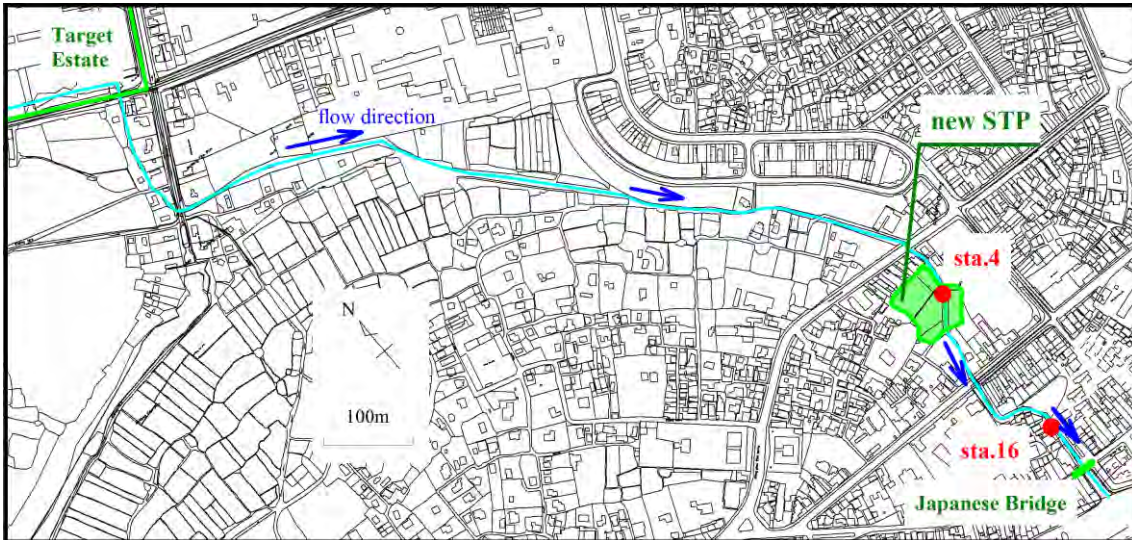 Target
Estate
flow direction
new STP
sta.4
N
100m
sta.16
Japanese Bridge